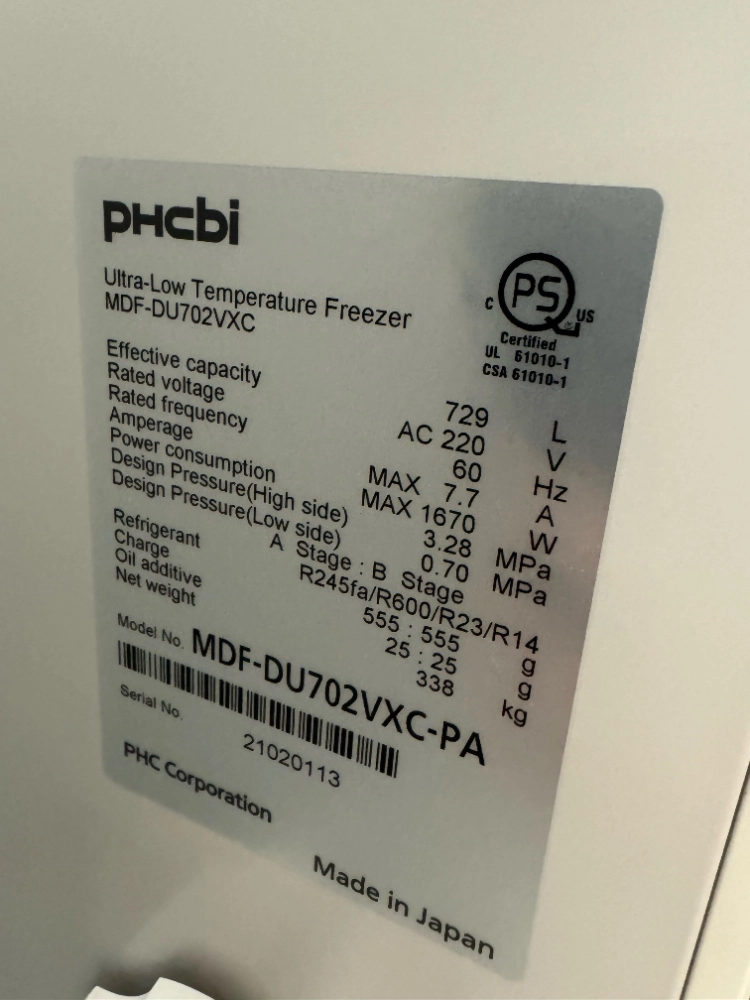 PHCbi
Ultra-Low Temperature Freezer
MDF-DU702VXC
C PS US
Certified
UL 61010-1
CSA 61010-1
Effective capacity 729 L
Rated voltage AC 220 V
Rated frequency 60 Hz
Amperage MAX 7.7 A
Power consumption MAX 1670 W
Design Pressure(High side) 3.28 MPa
Design Pressure(Low side) 0.70 MPa
A Stage : B Stage
Refrigerant R245fa/R600/R23/R14
Charge 555 : 555 g
Oil additive 25 : 25 g
Net weight 338 kg
Model No. MDF-DU702VXC-PA
Serial No. 21020113
PHC Corporation
Made in Japan